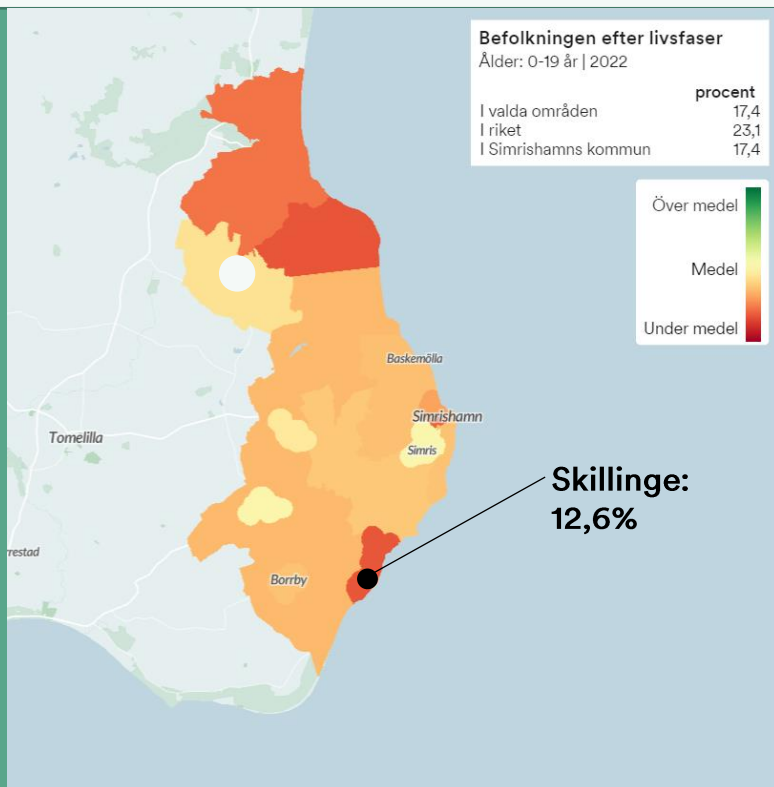 Befolkningen efter livsfaser
Ålder: 0-19 år | 2022
procent
I valda områden 17,4
I riket 23,1
I Simrishamns kommun 17,4
Över medel
Medel
Under medel
Baskemölla
Simrishamn
Simris
Tomelilla
Skillinge:
12,6%
rrestad
Borrby